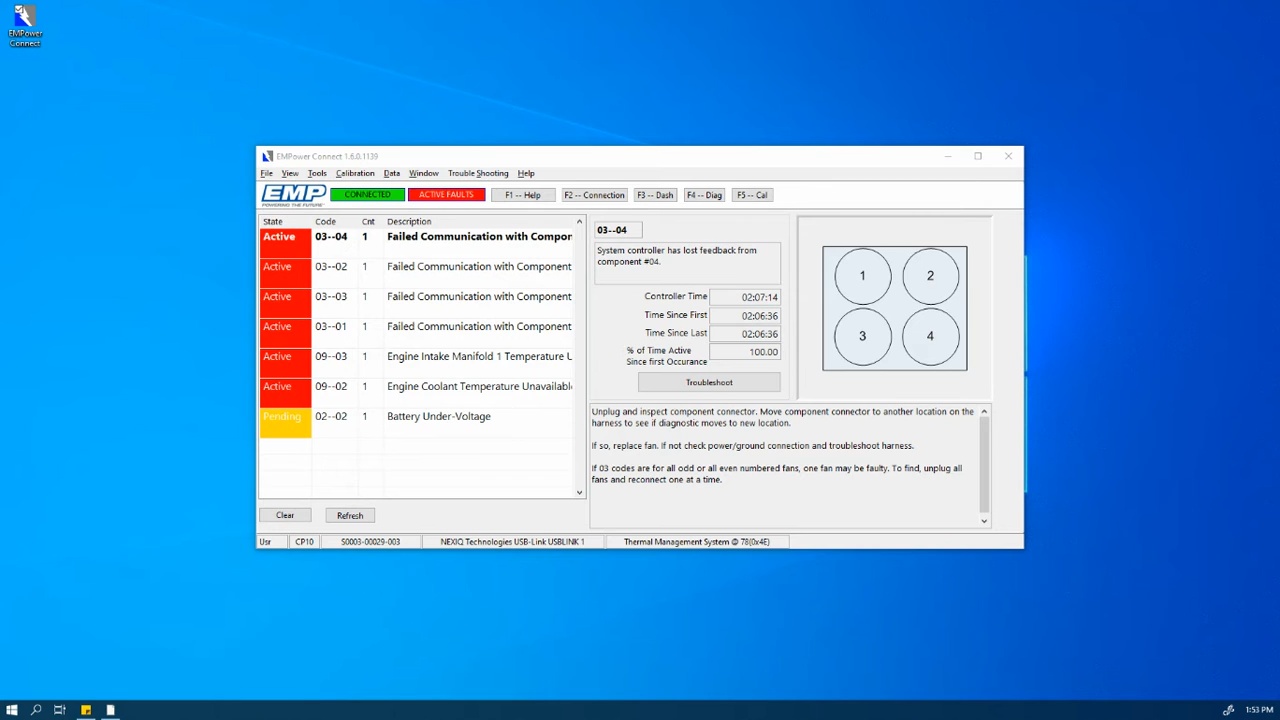 EMPower
Connect
EMPower Connect 1.6.0.1139
File View Tools Calibration Data Window Trouble Shooting Help
EMP
POWERING THE FUTURE
CONNECTED
ACTIVE FAULTS
F1 -- Help
F2 -- Connection
F3 -- Dash
F4 -- Diag
F5 -- Cal
State Code Cnt Description
Active 03--04 1 Failed Communication with Compon
Active 03--02 1 Failed Communication with Component
Active 03--03 1 Failed Communication with Component
Active 03--01 1 Failed Communication with Component
Active 09--03 1 Engine Intake Manifold 1 Temperature U
Active 09--02 1 Engine Coolant Temperature Unavailabl
Pending 02--02 1 Battery Under-Voltage
Clear
Refresh
03--04
System controller has lost feedback from
component #04.
Controller Time 02:07:14
Time Since First 02:06:36
Time Since Last 02:06:36
% of Time Active
Since first Occurance
100.00
Troubleshoot
1 2
3 4
Unplug and inspect component connector. Move component connector to another location on the
harness to see if diagnostic moves to new location.
If so, replace fan. If not check power/ground connection and troubleshoot harness.
If 03 codes are for all odd or all even numbered fans, one fan may be faulty. To find, unplug all
fans and reconnect one at a time.
Usr CP10 S0003-00029-003 NEXIQ Technologies USB-Link USBLINK 1 Thermal Management System @ 78(0x4E)
1:53 PM